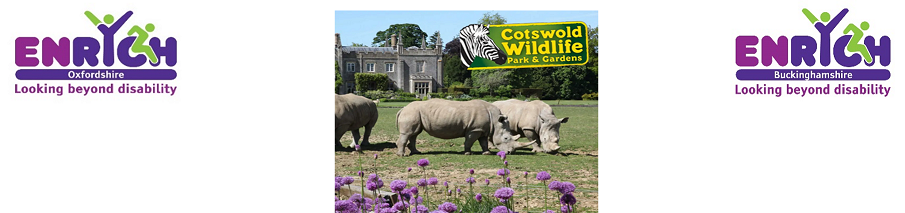 ENRYCH
Oxfordshire
Looking beyond disability
Cotswold
Wildlife
Park & Gardens
ENRYCH
Buckinghamshire
Looking beyond disability